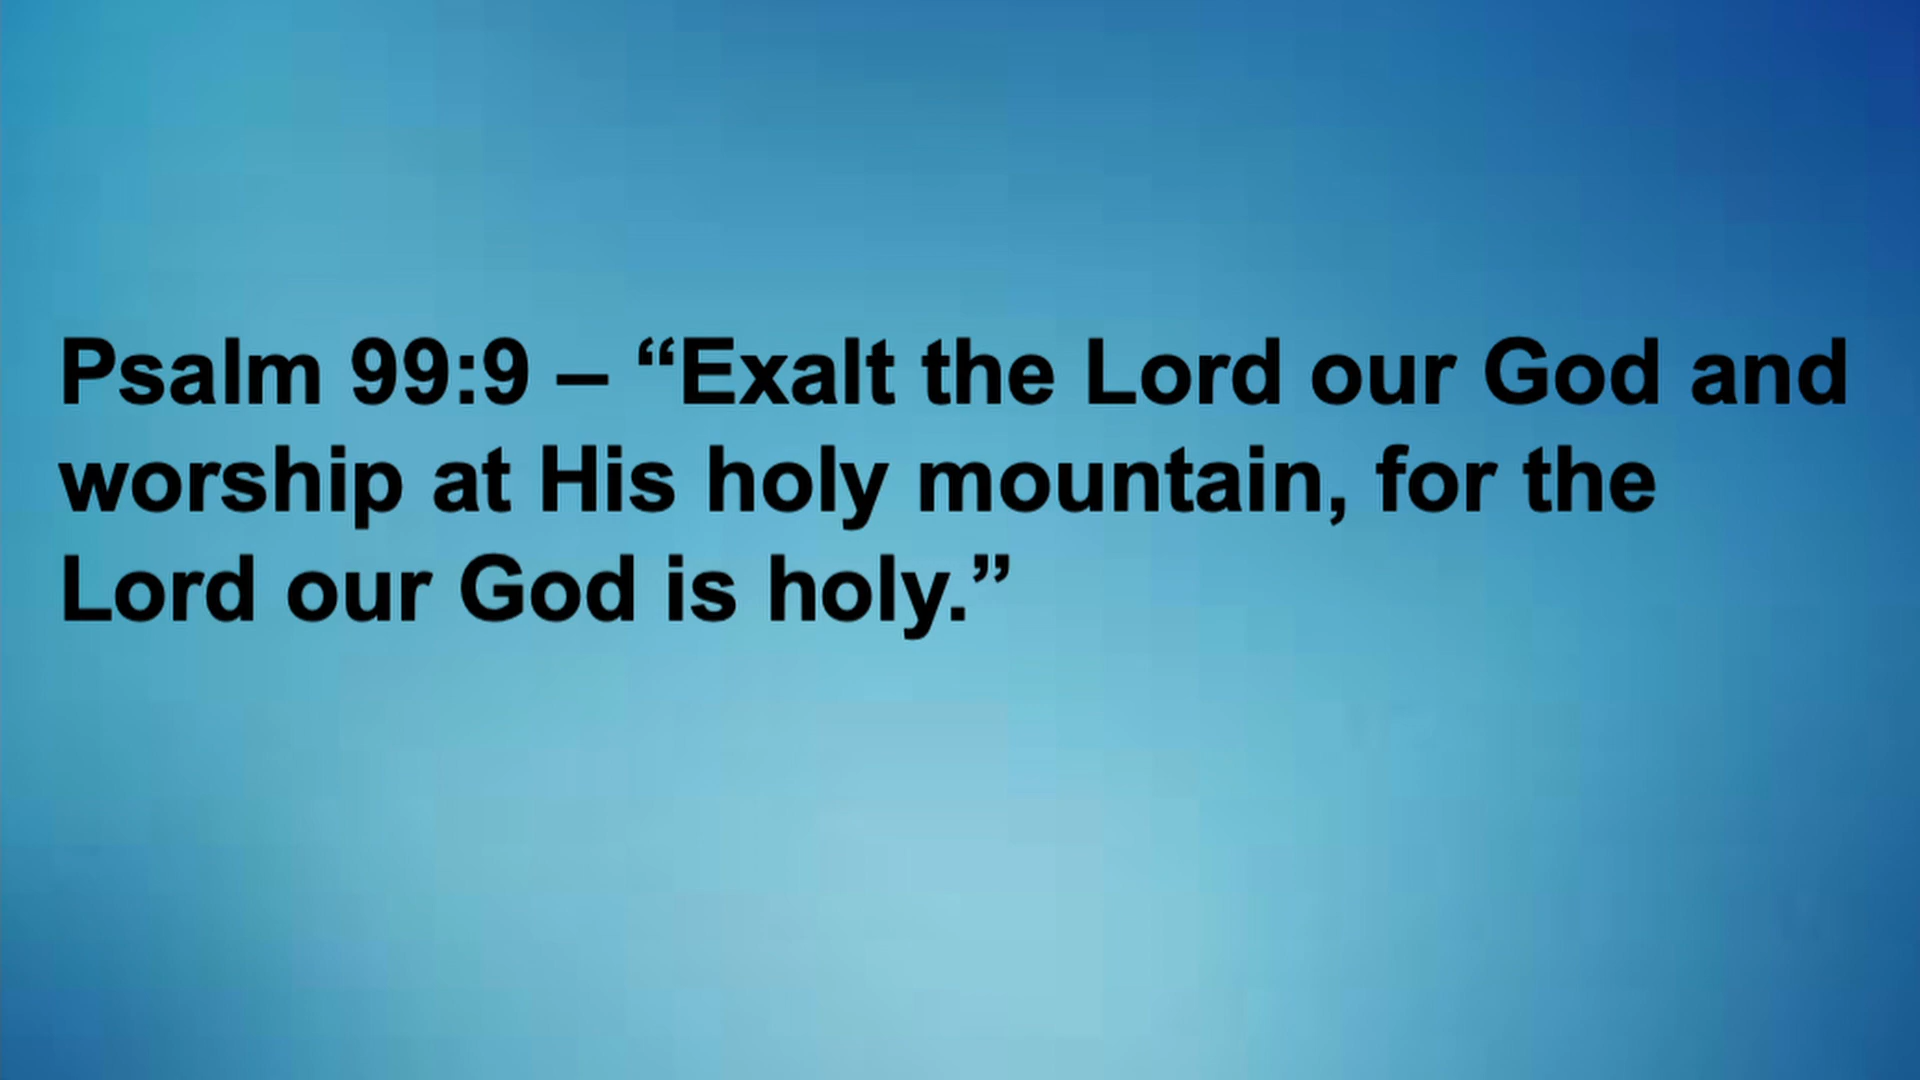 Psalm 99:9 – “Exalt the Lord our God and
worship at His holy mountain, for the
Lord our God is holy.”